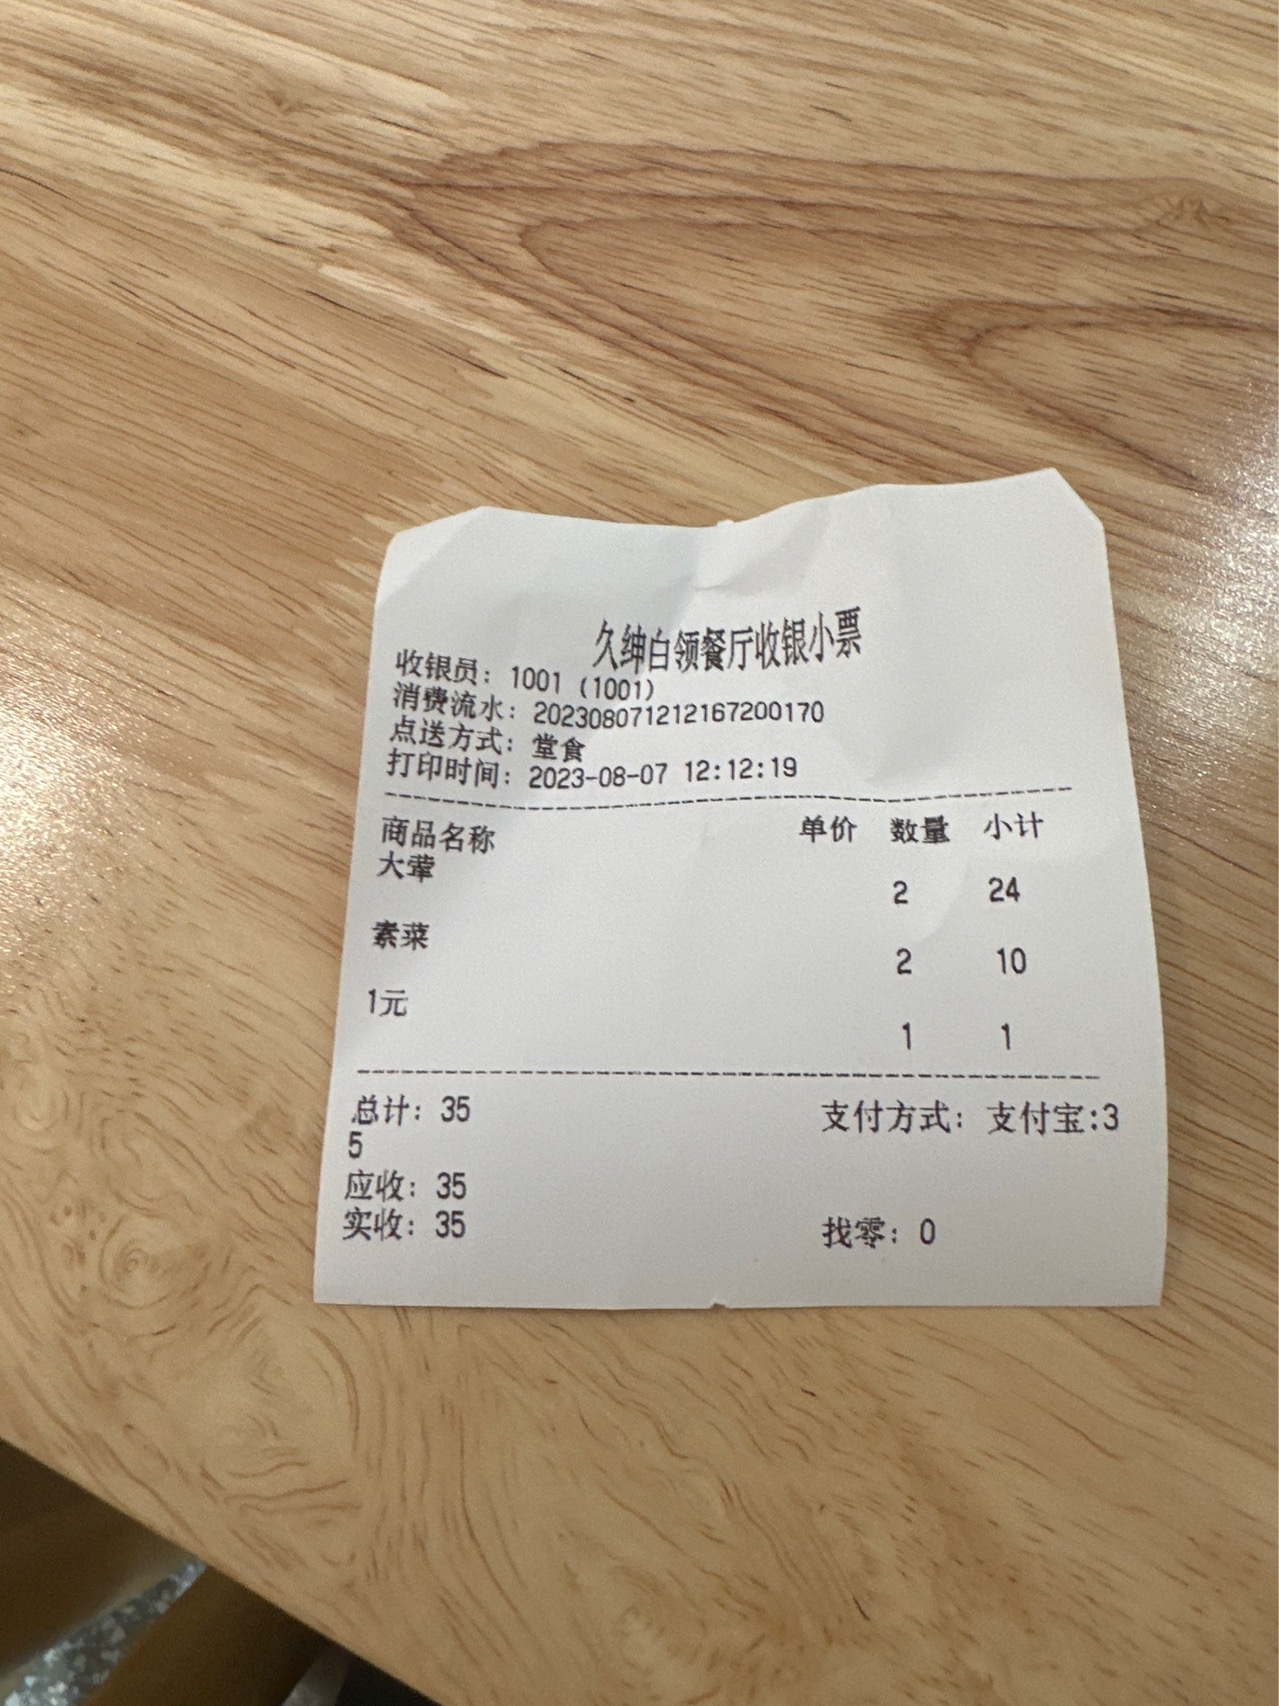 久绅白领餐厅收银小票
收银员：1001 (1001)
消费流水：2023080712121672​00170
点送方式：堂食
打印时间：2023-08-07 12:12:19
商品名称 单价 数量 小计
大荤
2 24
素菜
2 10
1元
1 1
总计：35 支付方式：支付宝:3
5
应收：35
实收：35 找零：0